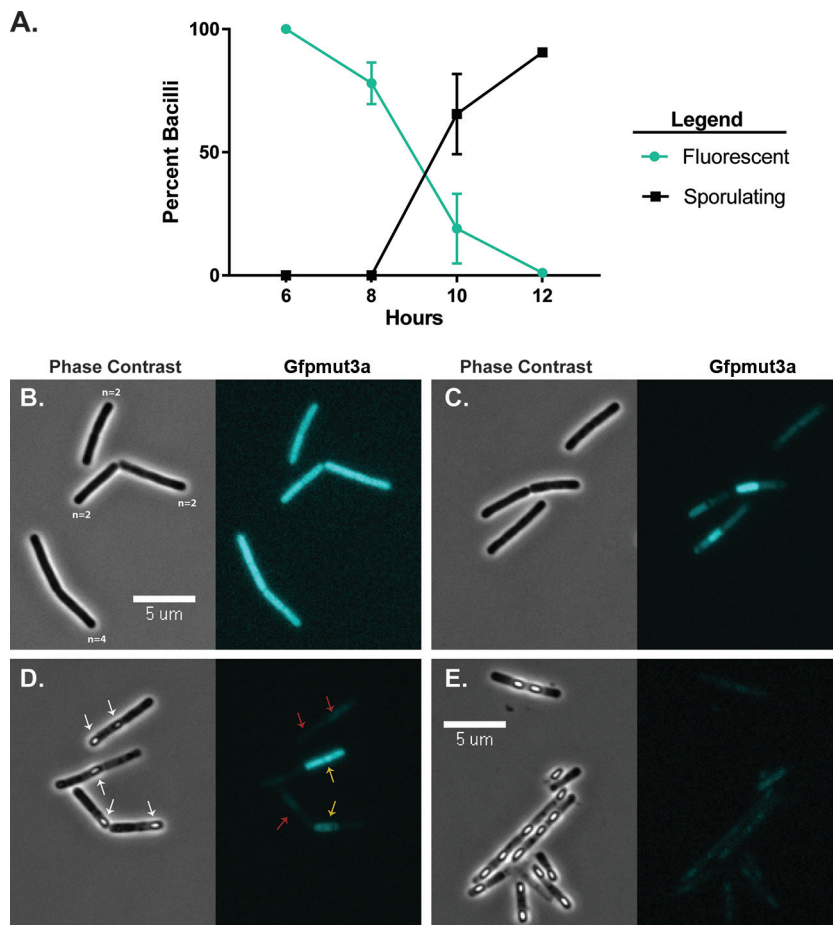 A.
100
50
0
Percent Bacilli
6 8 10 12
Hours
Legend
Fluorescent
Sporulating
Phase Contrast Gfpmut3a
B.
n=2
n=2
n=2
n=4
5 um
Phase Contrast Gfpmut3a
C.
D.
E.
5 um